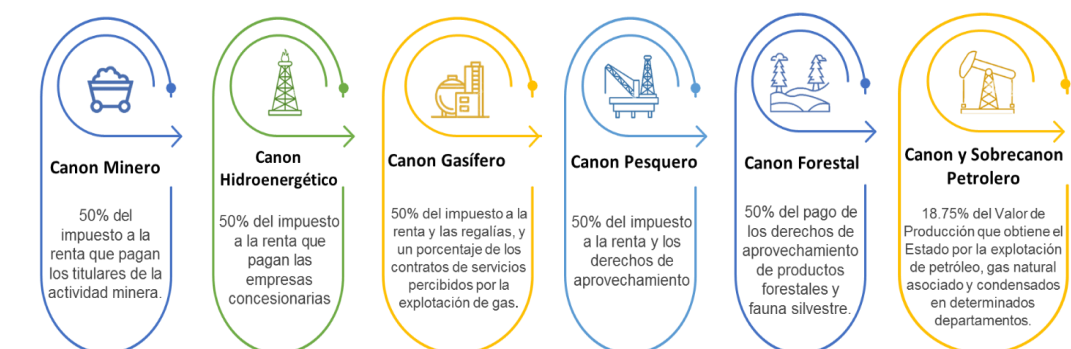 Canon Minero
50% del
impuesto a la
renta que pagan
los titulares de la
actividad minera.
Canon
Hidroenergético
50% del impuesto
a la renta que
pagan las
empresas
concesionarias
Canon Gasífero
50% del impuesto a la
renta y las regalías, y
un porcentaje de los
contratos de servicios
percibidos por la
explotación de gas.
Canon Pesquero
50% del impuesto
a la renta y los
derechos de
aprovechamiento
Canon Forestal
50% del pago de
los derechos de
aprovechamiento
de productos
forestales y
fauna silvestre.
Canon y Sobrecanon
Petrolero
18.75% del Valor de
Producción que obtiene el
Estado por la explotación
de petróleo, gas natural
asociado y condensados
en determinados
departamentos.